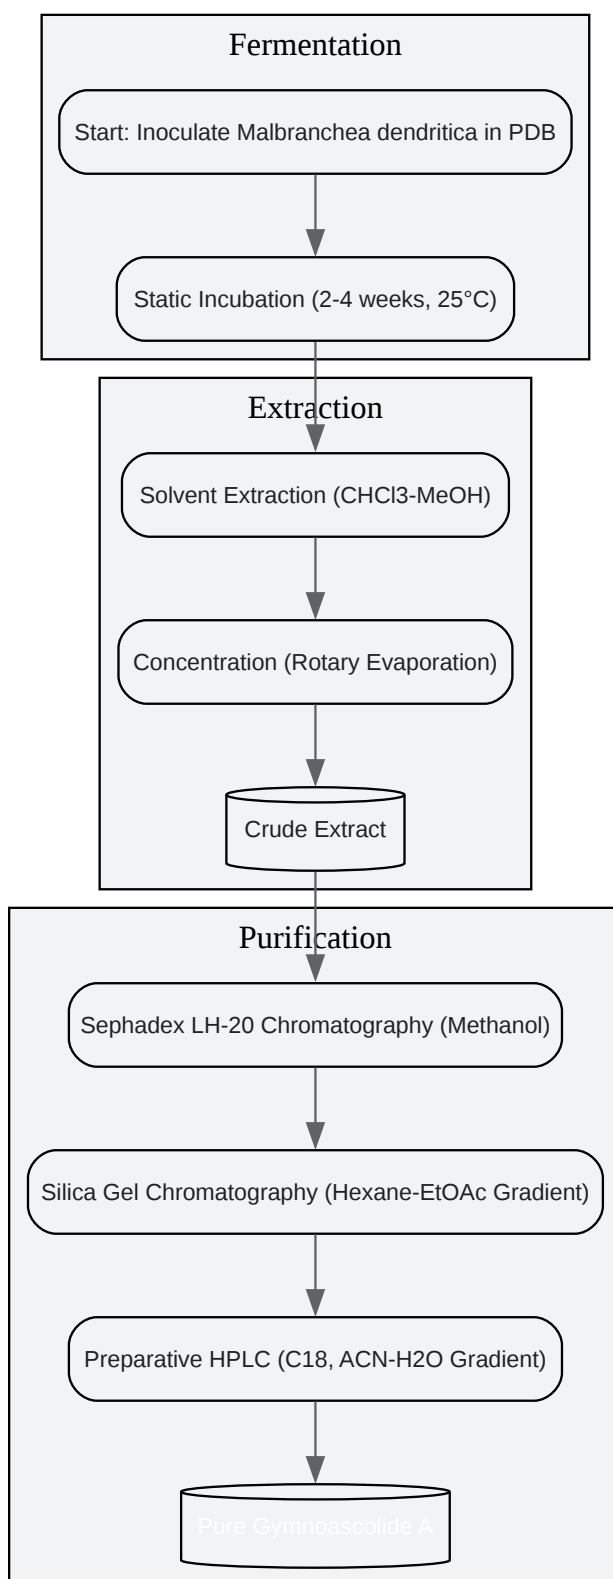 Fermentation
Start: Inoculate Malbranchea dendritica in PDB
Static Incubation (2-4 weeks, 25°C)
Extraction
Solvent Extraction (CHCl3-MeOH)
Concentration (Rotary Evaporation)
Crude Extract
Purification
Sephadex LH-20 Chromatography (Methanol)
Silica Gel Chromatography (Hexane-EtOAc Gradient)
Preparative HPLC (C18, ACN-H2O Gradient)
Pure Gymnoascolide A